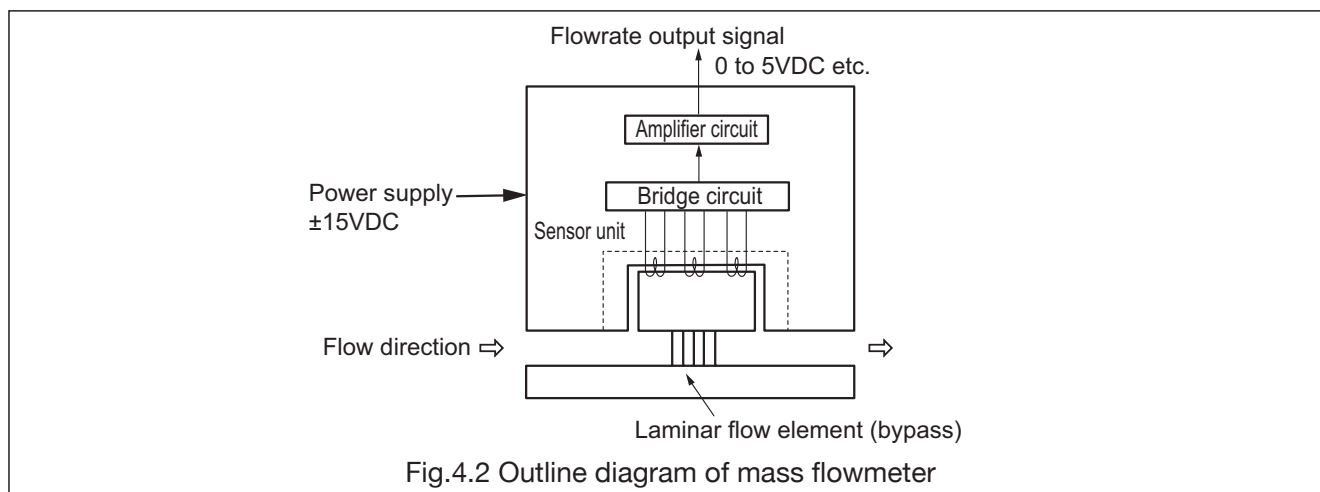 Flowrate output signal
0 to 5VDC etc.
Amplifier circuit
Power supply
±15VDC
Bridge circuit
Sensor unit
Flow direction
Laminar flow element (bypass)
Fig.4.2 Outline diagram of mass flowmeter